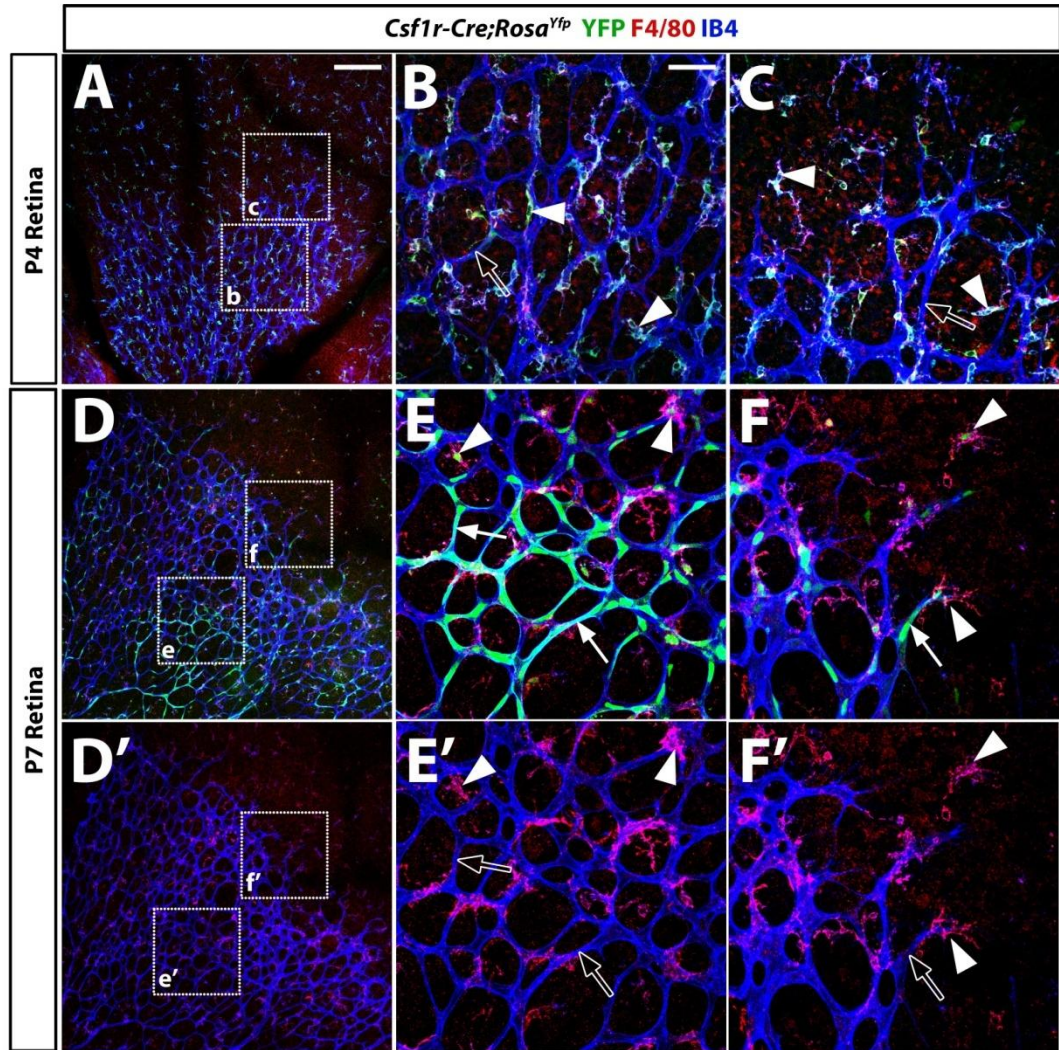 Csf1r-Cre;Rosa^Yfp YFP F4/80 IB4
P4 Retina
A
B
C
c
b
P7 Retina
D
E
F
f
e
D'
E'
F'
f'
e'